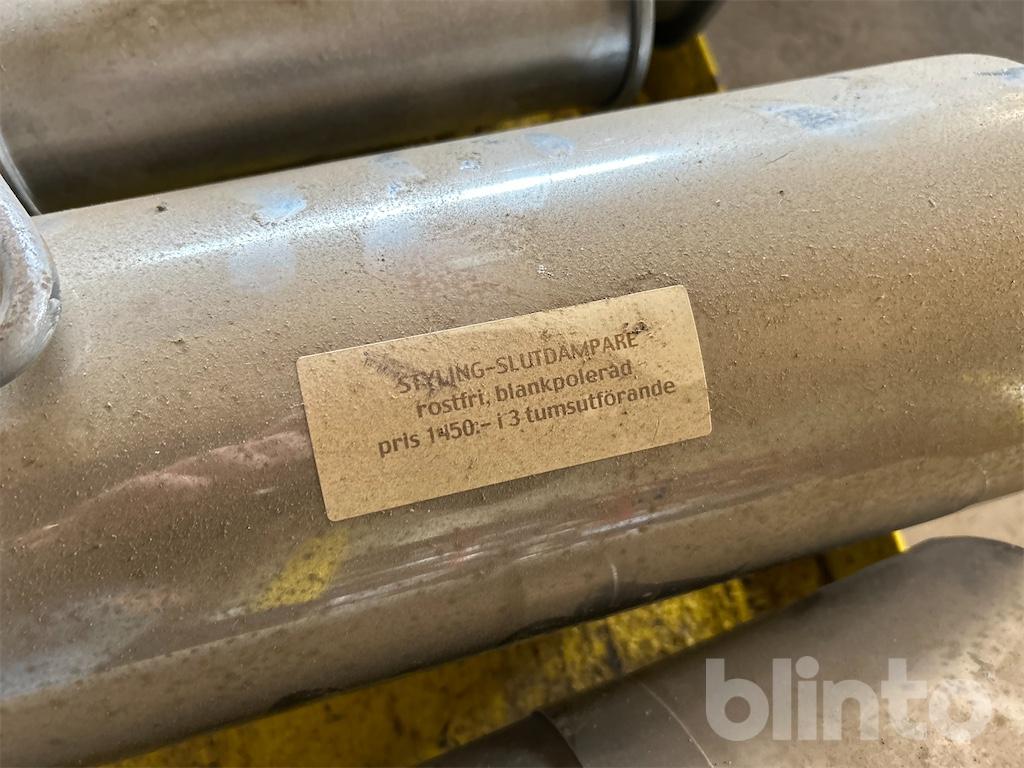 STYLING-SLUTDÄMPARE
rostfri, blankpolerad
pris 1450:- i 3 tumsutförande
blinto